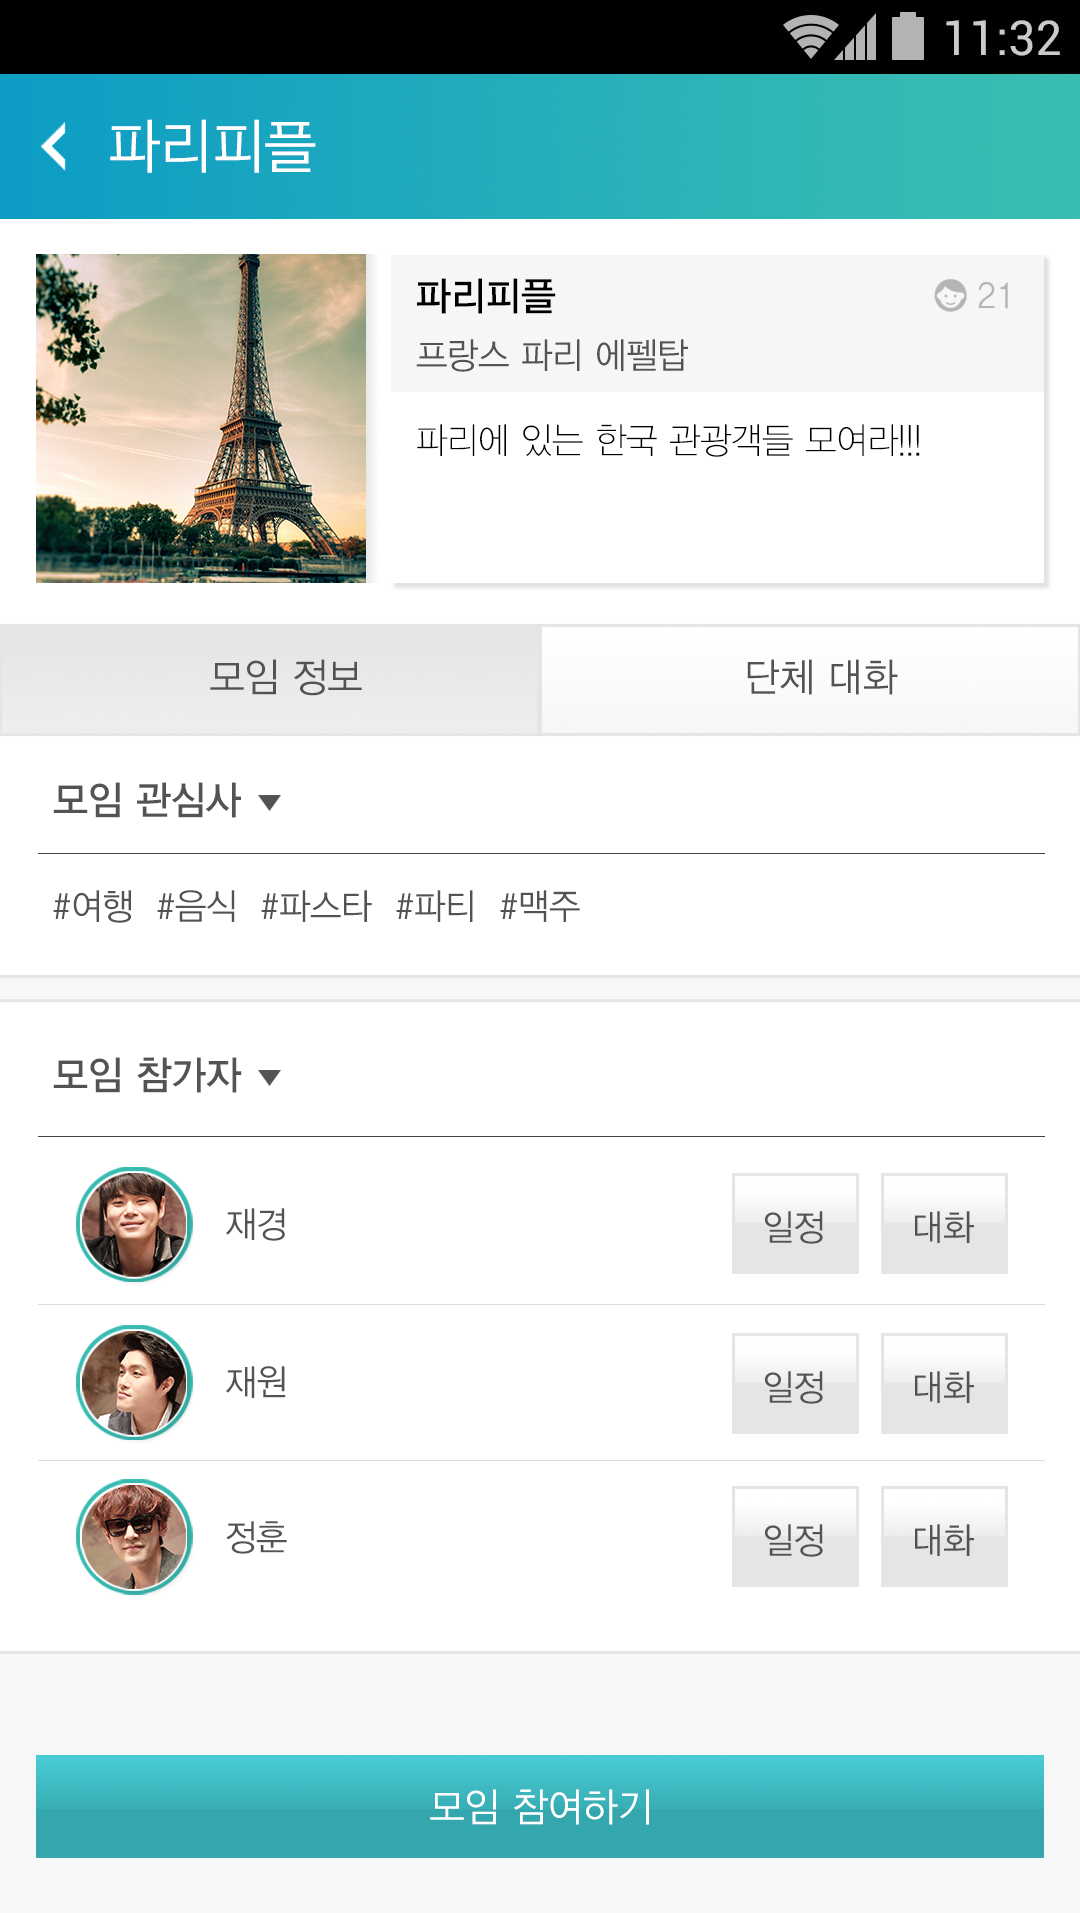 11:32
파리피플
파리피플 21
프랑스 파리 에펠탑
파리에 있는 한국 관광객들 모여라!!!
모임 정보 단체 대화
모임 관심사 ▼
#여행 #음식 #파스타 #파티 #맥주
모임 참가자 ▼
재경 일정 대화
재원 일정 대화
정훈 일정 대화
모임 참여하기